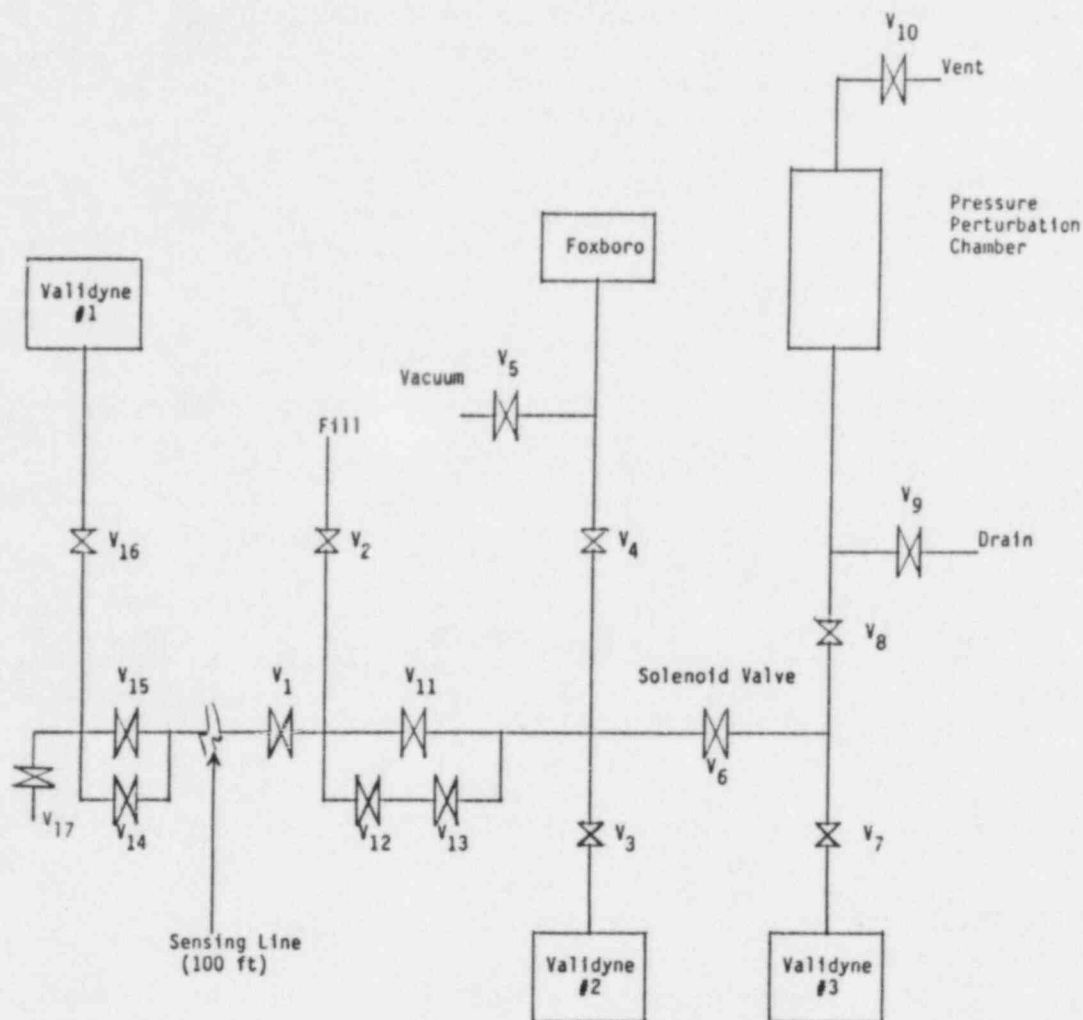 V10
Vent
Pressure
Perturbation
Chamber
Foxboro
Validyne
#1
V5
Vacuum
Fill
V9
Drain
V16
V2
V4
V8
Solenoid Valve
V15
V1
V11
V6
V17
V14
V12
V13
V3
V7
Sensing Line
(100 ft)
Validyne
#2
Validyne
#3